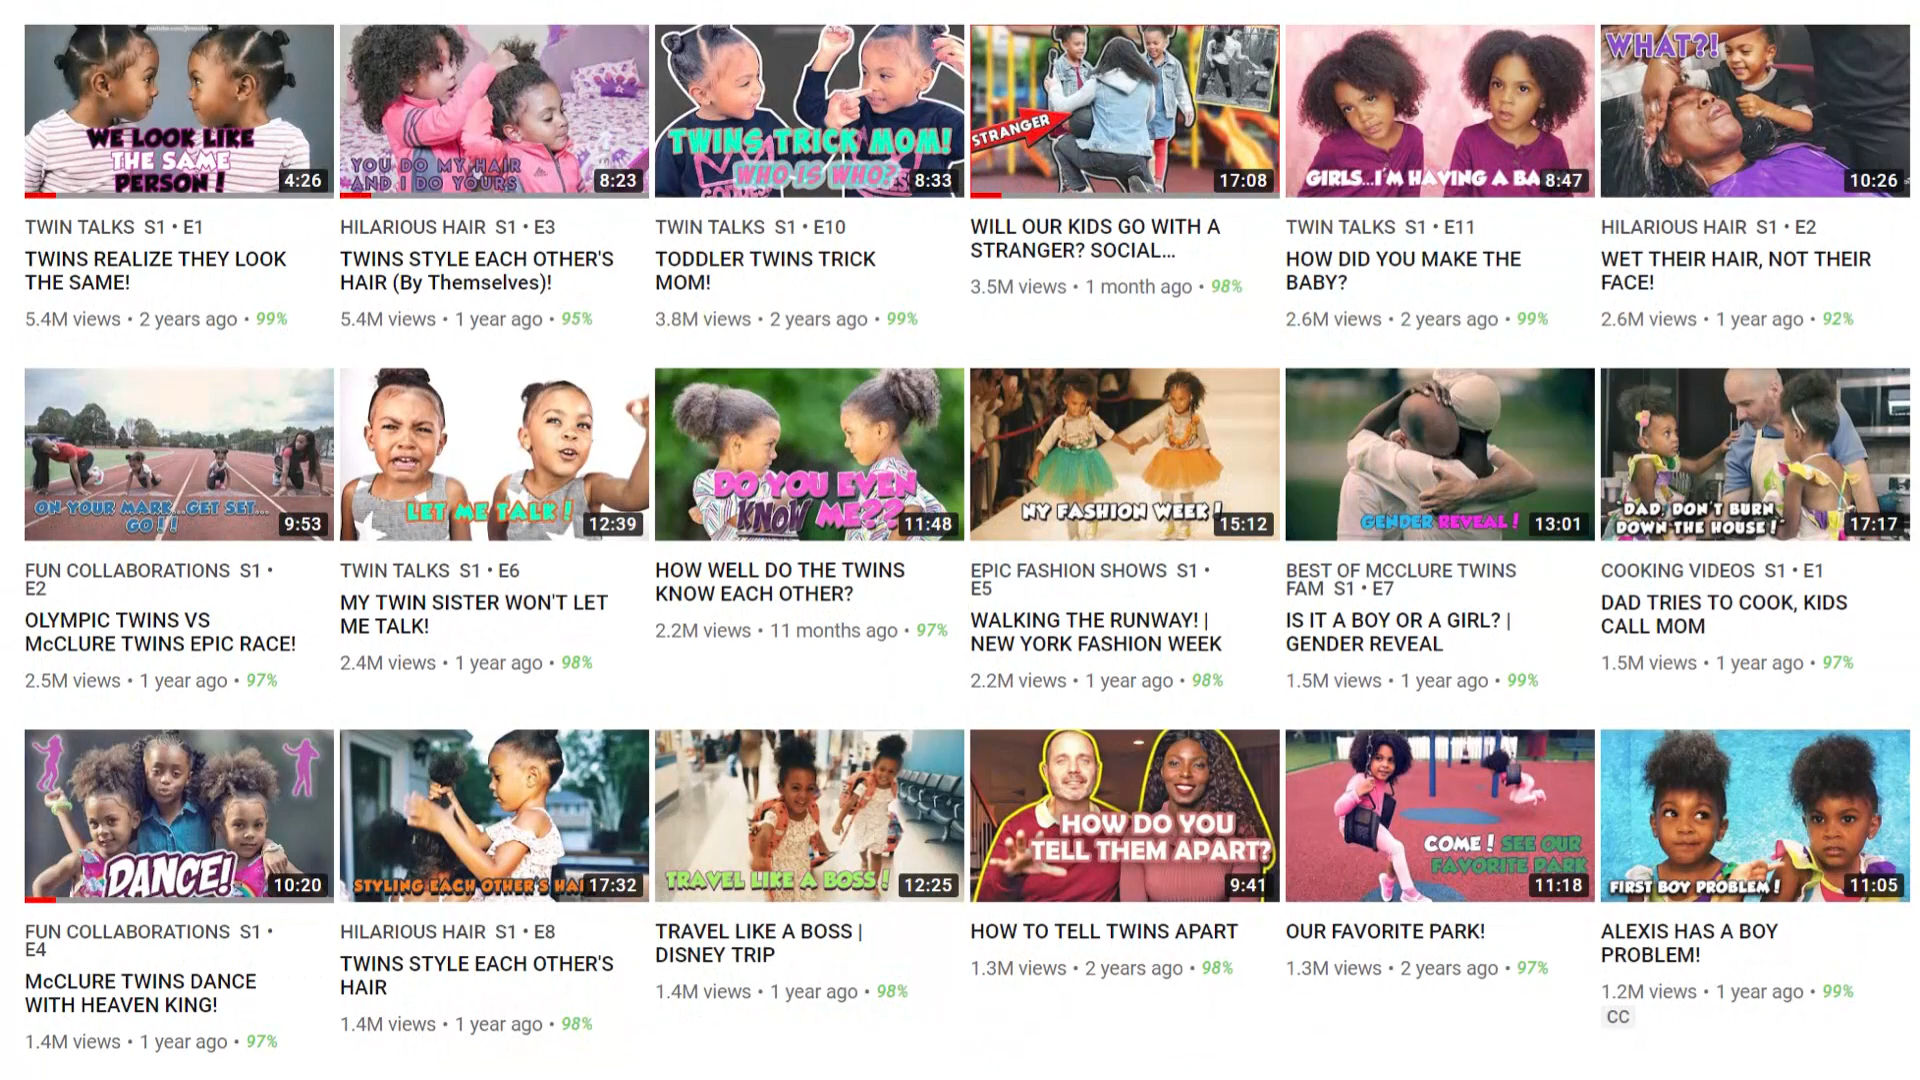 WE LOOK LIKE
THE SAME
PERSON!
4:26
TWIN TALKS S1 • E1
TWINS REALIZE THEY LOOK
THE SAME!
5.4M views • 2 years ago • 99%
YOU DO MY HAIR
AND I DO YOURS
8:23
HILARIOUS HAIR S1 • E3
TWINS STYLE EACH OTHER'S
HAIR (By Themselves)!
5.4M views • 1 year ago • 95%
TWINS TRICK MOM!
WHO IS WHO?
8:33
TWIN TALKS S1 • E10
TODDLER TWINS TRICK
MOM!
3.8M views • 2 years ago • 99%
STRANGER
17:08
WILL OUR KIDS GO WITH A
STRANGER? SOCIAL...
3.5M views • 1 month ago • 98%
GIRLS...I'M HAVING A BA
8:47
TWIN TALKS S1 • E11
HOW DID YOU MAKE THE
BABY?
2.6M views • 2 years ago • 99%
WHAT?!
10:26
HILARIOUS HAIR S1 • E2
WET THEIR HAIR, NOT THEIR
FACE!
2.6M views • 1 year ago • 92%
ON YOUR MARK...GET SET...
GO!!
9:53
FUN COLLABORATIONS S1 •
E2
OLYMPIC TWINS VS
McCLURE TWINS EPIC RACE!
2.5M views • 1 year ago • 97%
LET ME TALK!
12:39
TWIN TALKS S1 • E6
MY TWIN SISTER WON'T LET
ME TALK!
2.4M views • 1 year ago • 98%
DO YOU EVEN
KNOW ME??
11:48
HOW WELL DO THE TWINS
KNOW EACH OTHER?
2.2M views • 11 months ago • 97%
NY FASHION WEEK!
15:12
EPIC FASHION SHOWS S1 •
E5
WALKING THE RUNWAY! |
NEW YORK FASHION WEEK
2.2M views • 1 year ago • 98%
GENDER REVEAL!
13:01
BEST OF MCCLURE TWINS
FAM S1 • E7
IS IT A BOY OR A GIRL? |
GENDER REVEAL
1.5M views • 1 year ago • 99%
DAD, DON'T BURN
DOWN THE HOUSE!
17:17
COOKING VIDEOS S1 • E1
DAD TRIES TO COOK, KIDS
CALL MOM
1.5M views • 1 year ago • 97%
DANCE!
10:20
FUN COLLABORATIONS S1 •
E4
McCLURE TWINS DANCE
WITH HEAVEN KING!
1.4M views • 1 year ago • 97%
STYLING EACH OTHER'S HAI
17:32
HILARIOUS HAIR S1 • E8
TWINS STYLE EACH OTHER'S
HAIR
1.4M views • 1 year ago • 98%
TRAVEL LIKE A BOSS!
12:25
TRAVEL LIKE A BOSS |
DISNEY TRIP
1.4M views • 1 year ago • 98%
HOW DO YOU
TELL THEM APART?
9:41
HOW TO TELL TWINS APART
1.3M views • 2 years ago • 98%
COME! SEE OUR
FAVORITE PARK
11:18
OUR FAVORITE PARK!
1.3M views • 2 years ago • 97%
FIRST BOY PROBLEM!
11:05
ALEXIS HAS A BOY
PROBLEM!
1.2M views • 1 year ago • 99%
CC